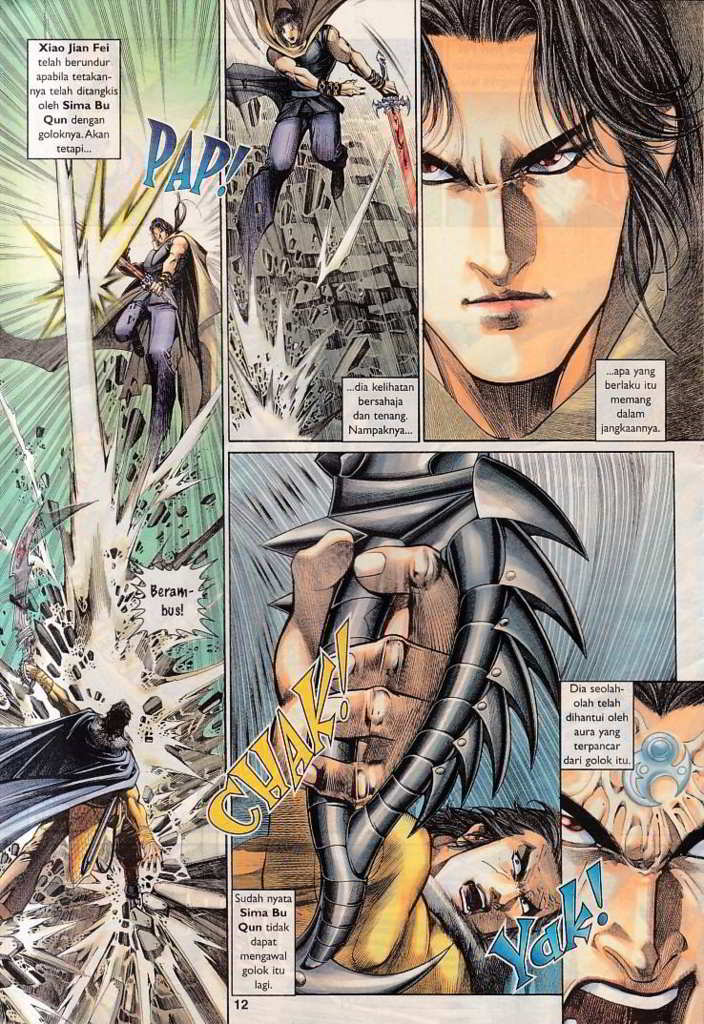 Xiao Jian Fei
telah berundur
apabila tetakan-
nya telah ditangkis
oleh Sima Bu
Qun dengan
goloknya. Akan
tetapi...
PAP!
...dia kelihatan
bersahaja
dan tenang.
Nampaknya...
...apa yang
berlaku itu
memang
dalam
jangkaannya.
Beram-
bus!
CHAK!
Dia seolah-
olah telah
dihantui oleh
aura yang
terpancar
dari golok itu.
Sudah nyata
Sima Bu
Qun tidak
dapat
mengawal
golok itu
lagi.
Yak!
12